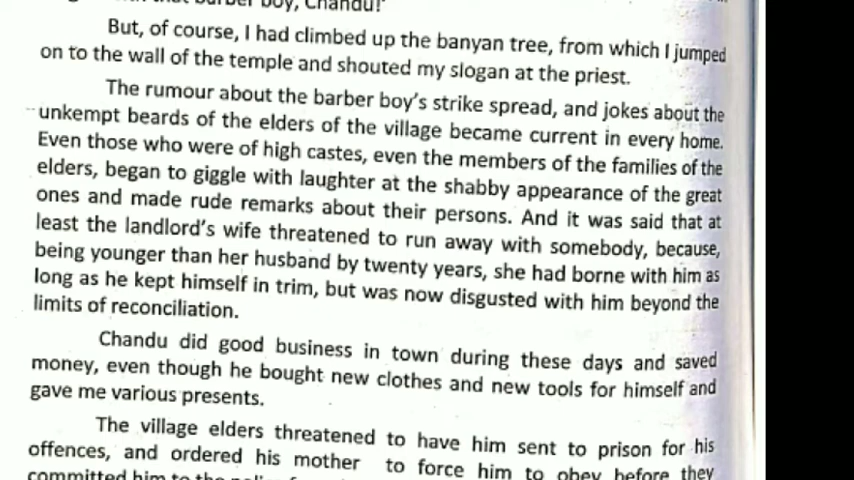 that barber boy, Chandu!'
But, of course, I had climbed up the banyan tree, from which I jumped
on to the wall of the temple and shouted my slogan at the priest.
The rumour about the barber boy's strike spread, and jokes about the
unkempt beards of the elders of the village became current in every home.
Even those who were of high castes, even the members of the families of the
elders, began to giggle with laughter at the shabby appearance of the great
ones and made rude remarks about their persons. And it was said that at
least the landlord's wife threatened to run away with somebody, because,
being younger than her husband by twenty years, she had borne with him as
long as he kept himself in trim, but was now disgusted with him beyond the
limits of reconciliation.
Chandu did good business in town during these days and saved
money, even though he bought new clothes and new tools for himself and
gave me various presents.
The village elders threatened to have him sent to prison for his
offences, and ordered his mother to force him to obey before they
committed him to the